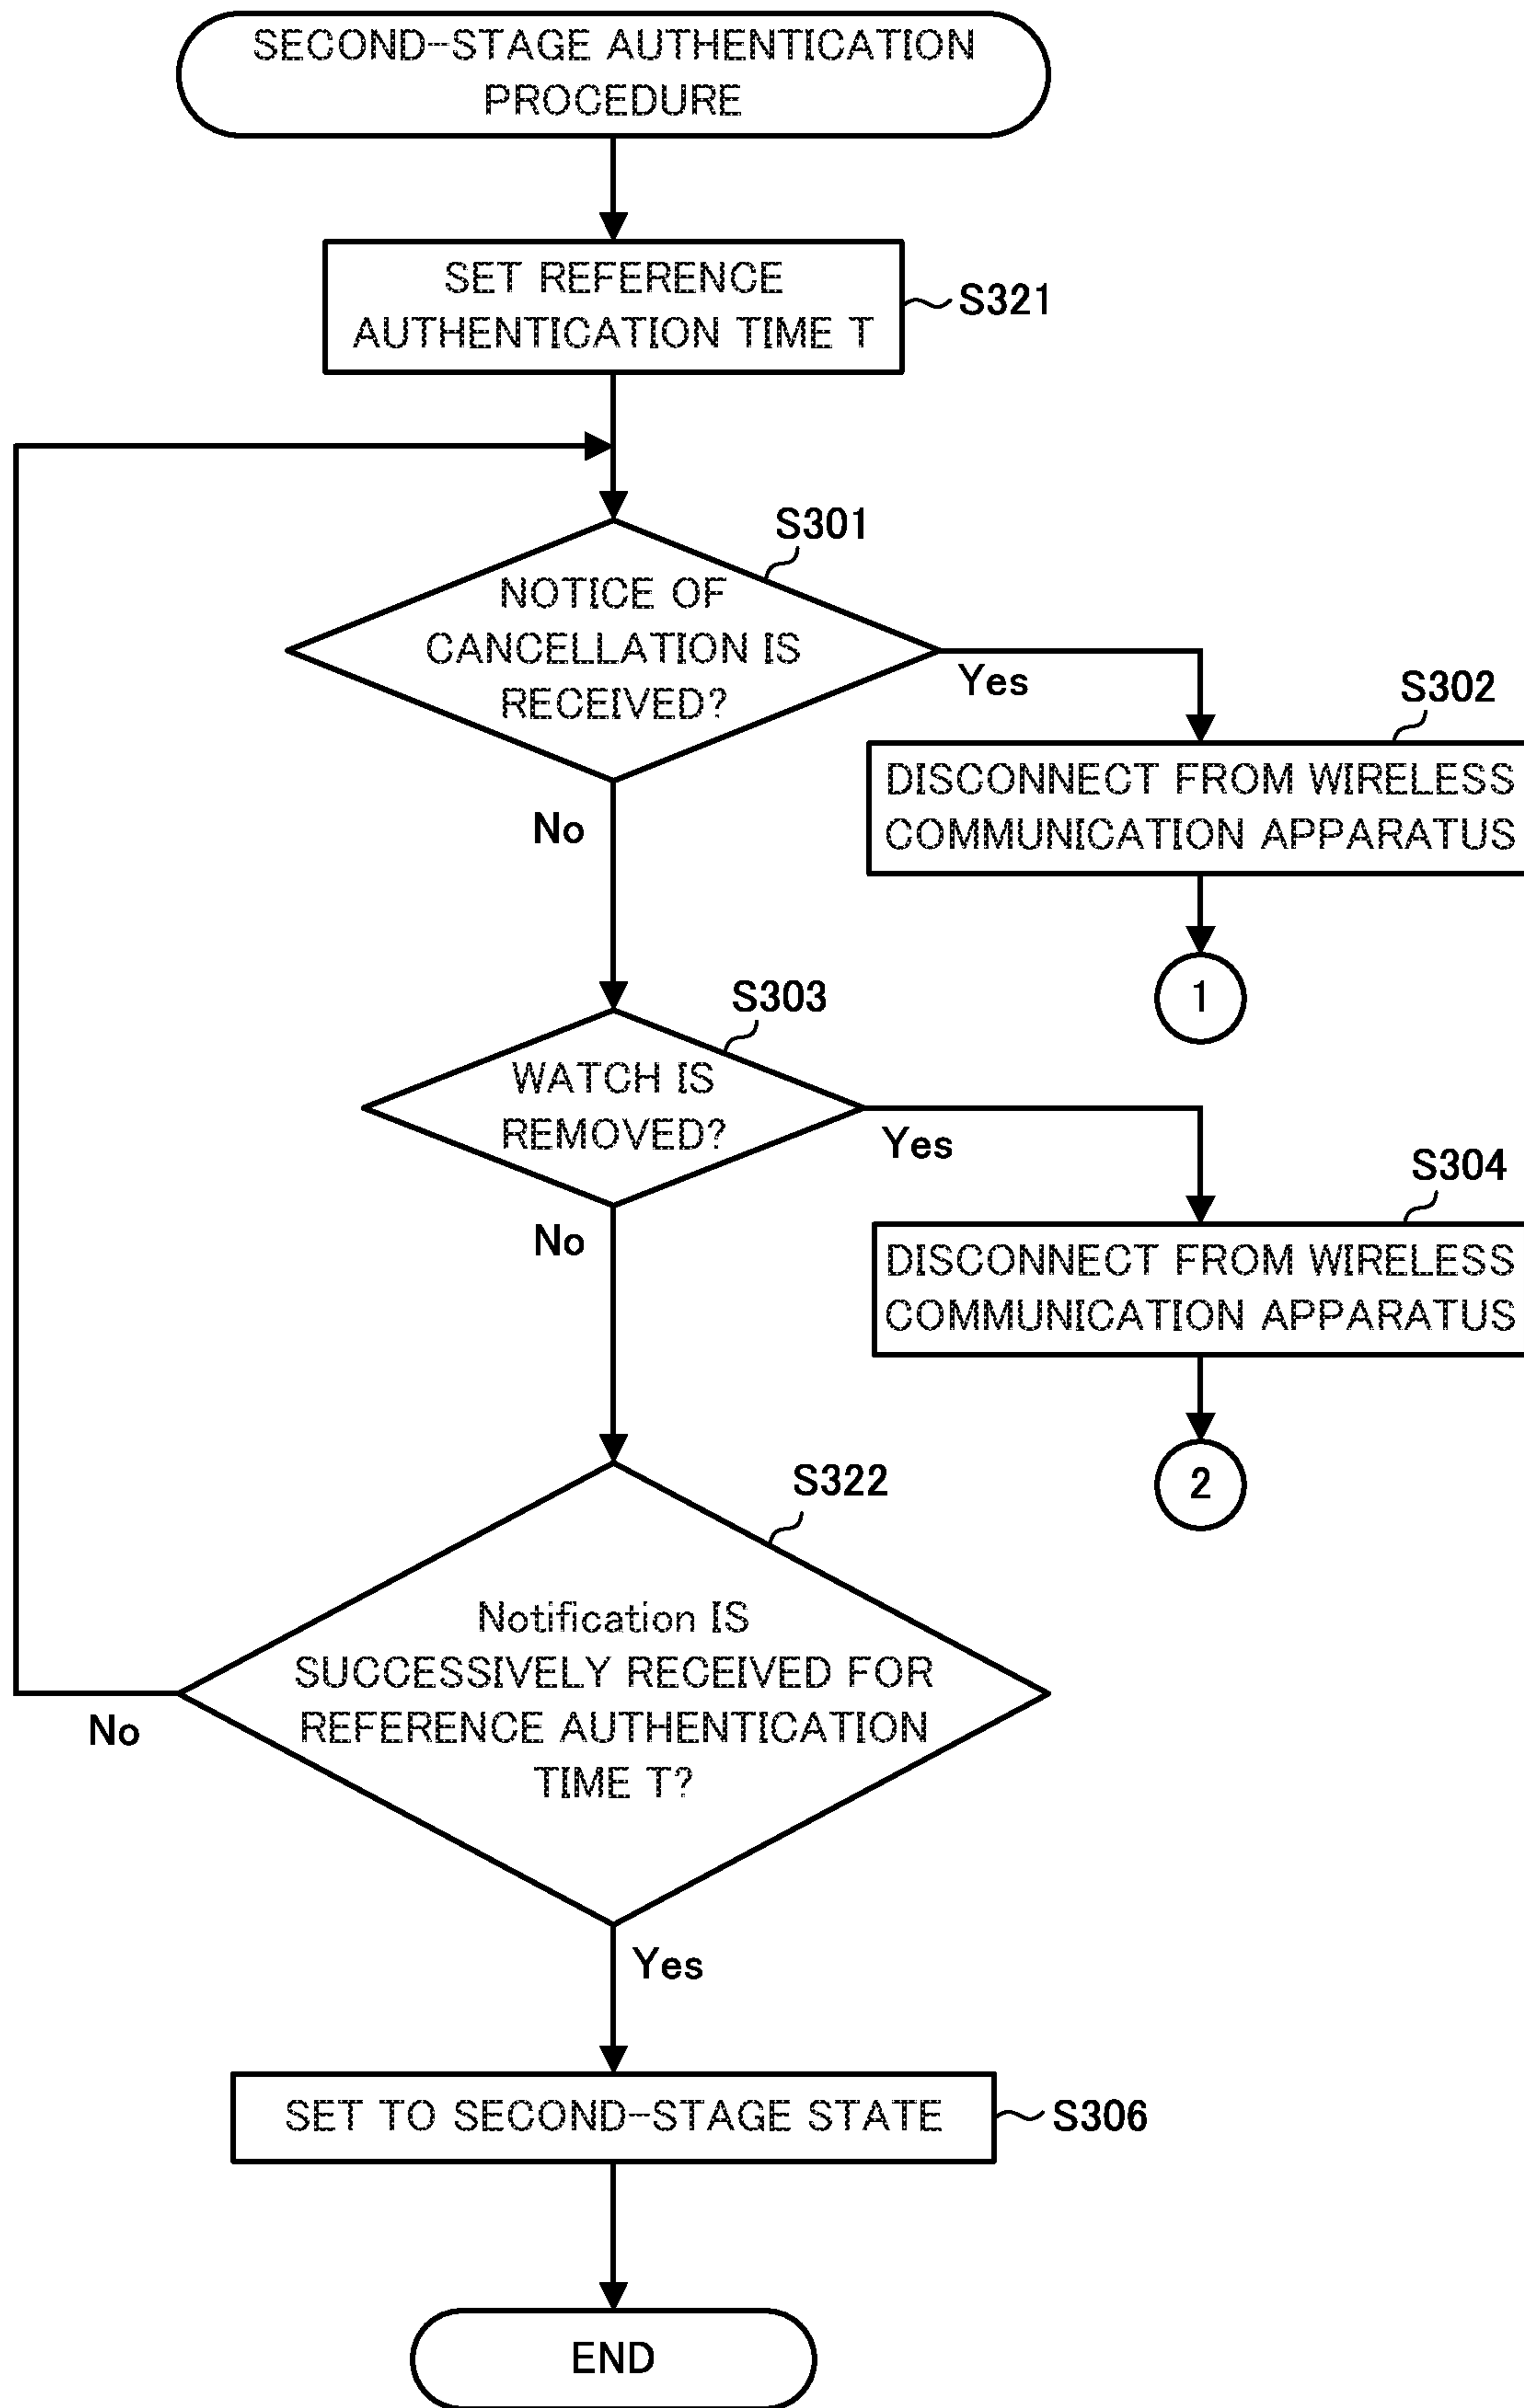 SECOND-STAGE AUTHENTICATION
PROCEDURE
SET REFERENCE
AUTHENTICATION TIME T
S321
S301
NOTICE OF
CANCELLATION IS
RECEIVED?
Yes
No
S302
DISCONNECT FROM WIRELESS
COMMUNICATION APPARATUS
1
S303
WATCH IS
REMOVED?
Yes
No
S304
DISCONNECT FROM WIRELESS
COMMUNICATION APPARATUS
2
S322
Notification IS
SUCCESSIVELY RECEIVED FOR
REFERENCE AUTHENTICATION
TIME T?
No
Yes
SET TO SECOND-STAGE STATE
S306
END